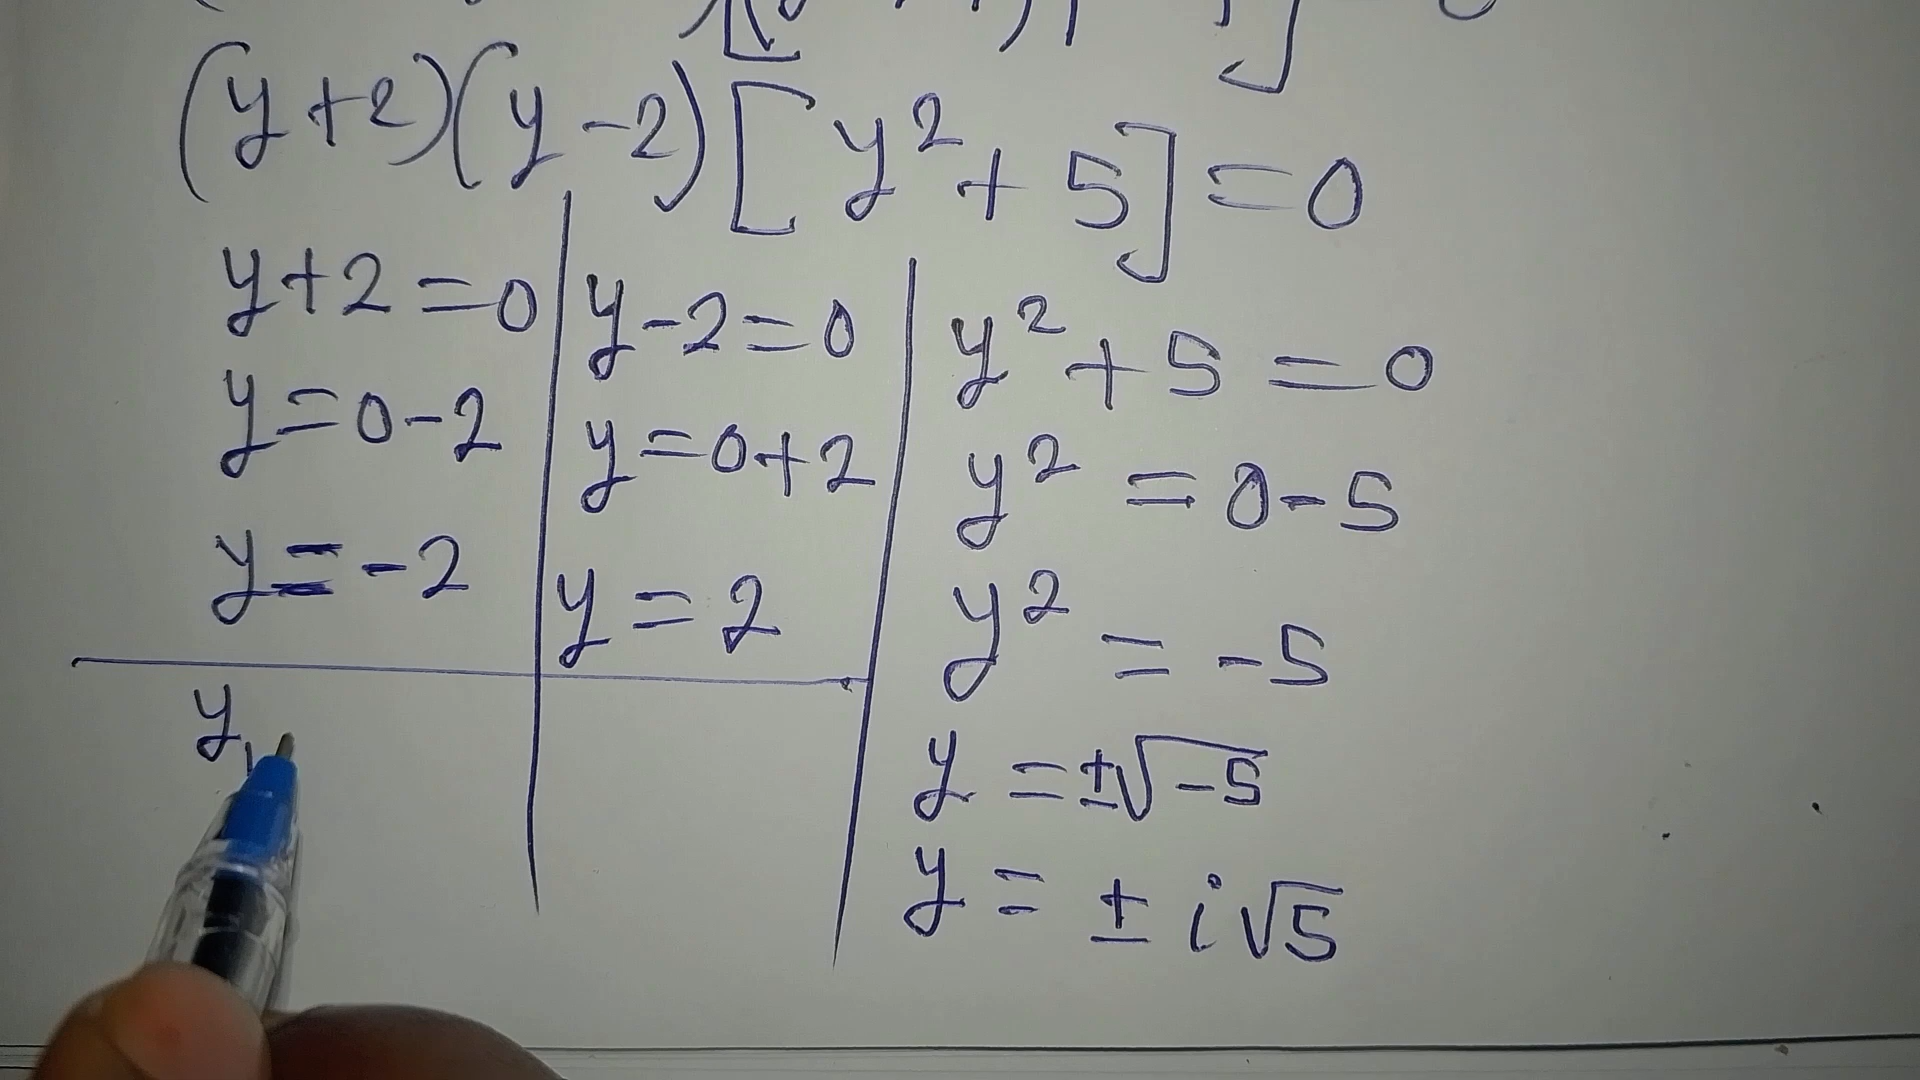 (y+2)(y-2)[y²+5]=0
y+2=0
y=0-2
y=-2
y-2=0
y=0+2
y=2
y²+5=0
y²=0-5
y²=-5
y=±√-5
y=±i√5
y₁